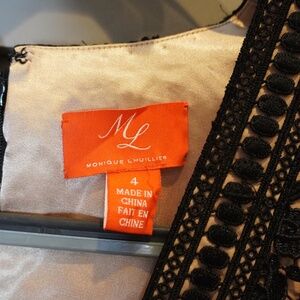 ML
MONIQUE LHUILLIER
4
MADE IN
CHINA
FAIT EN
CHINE